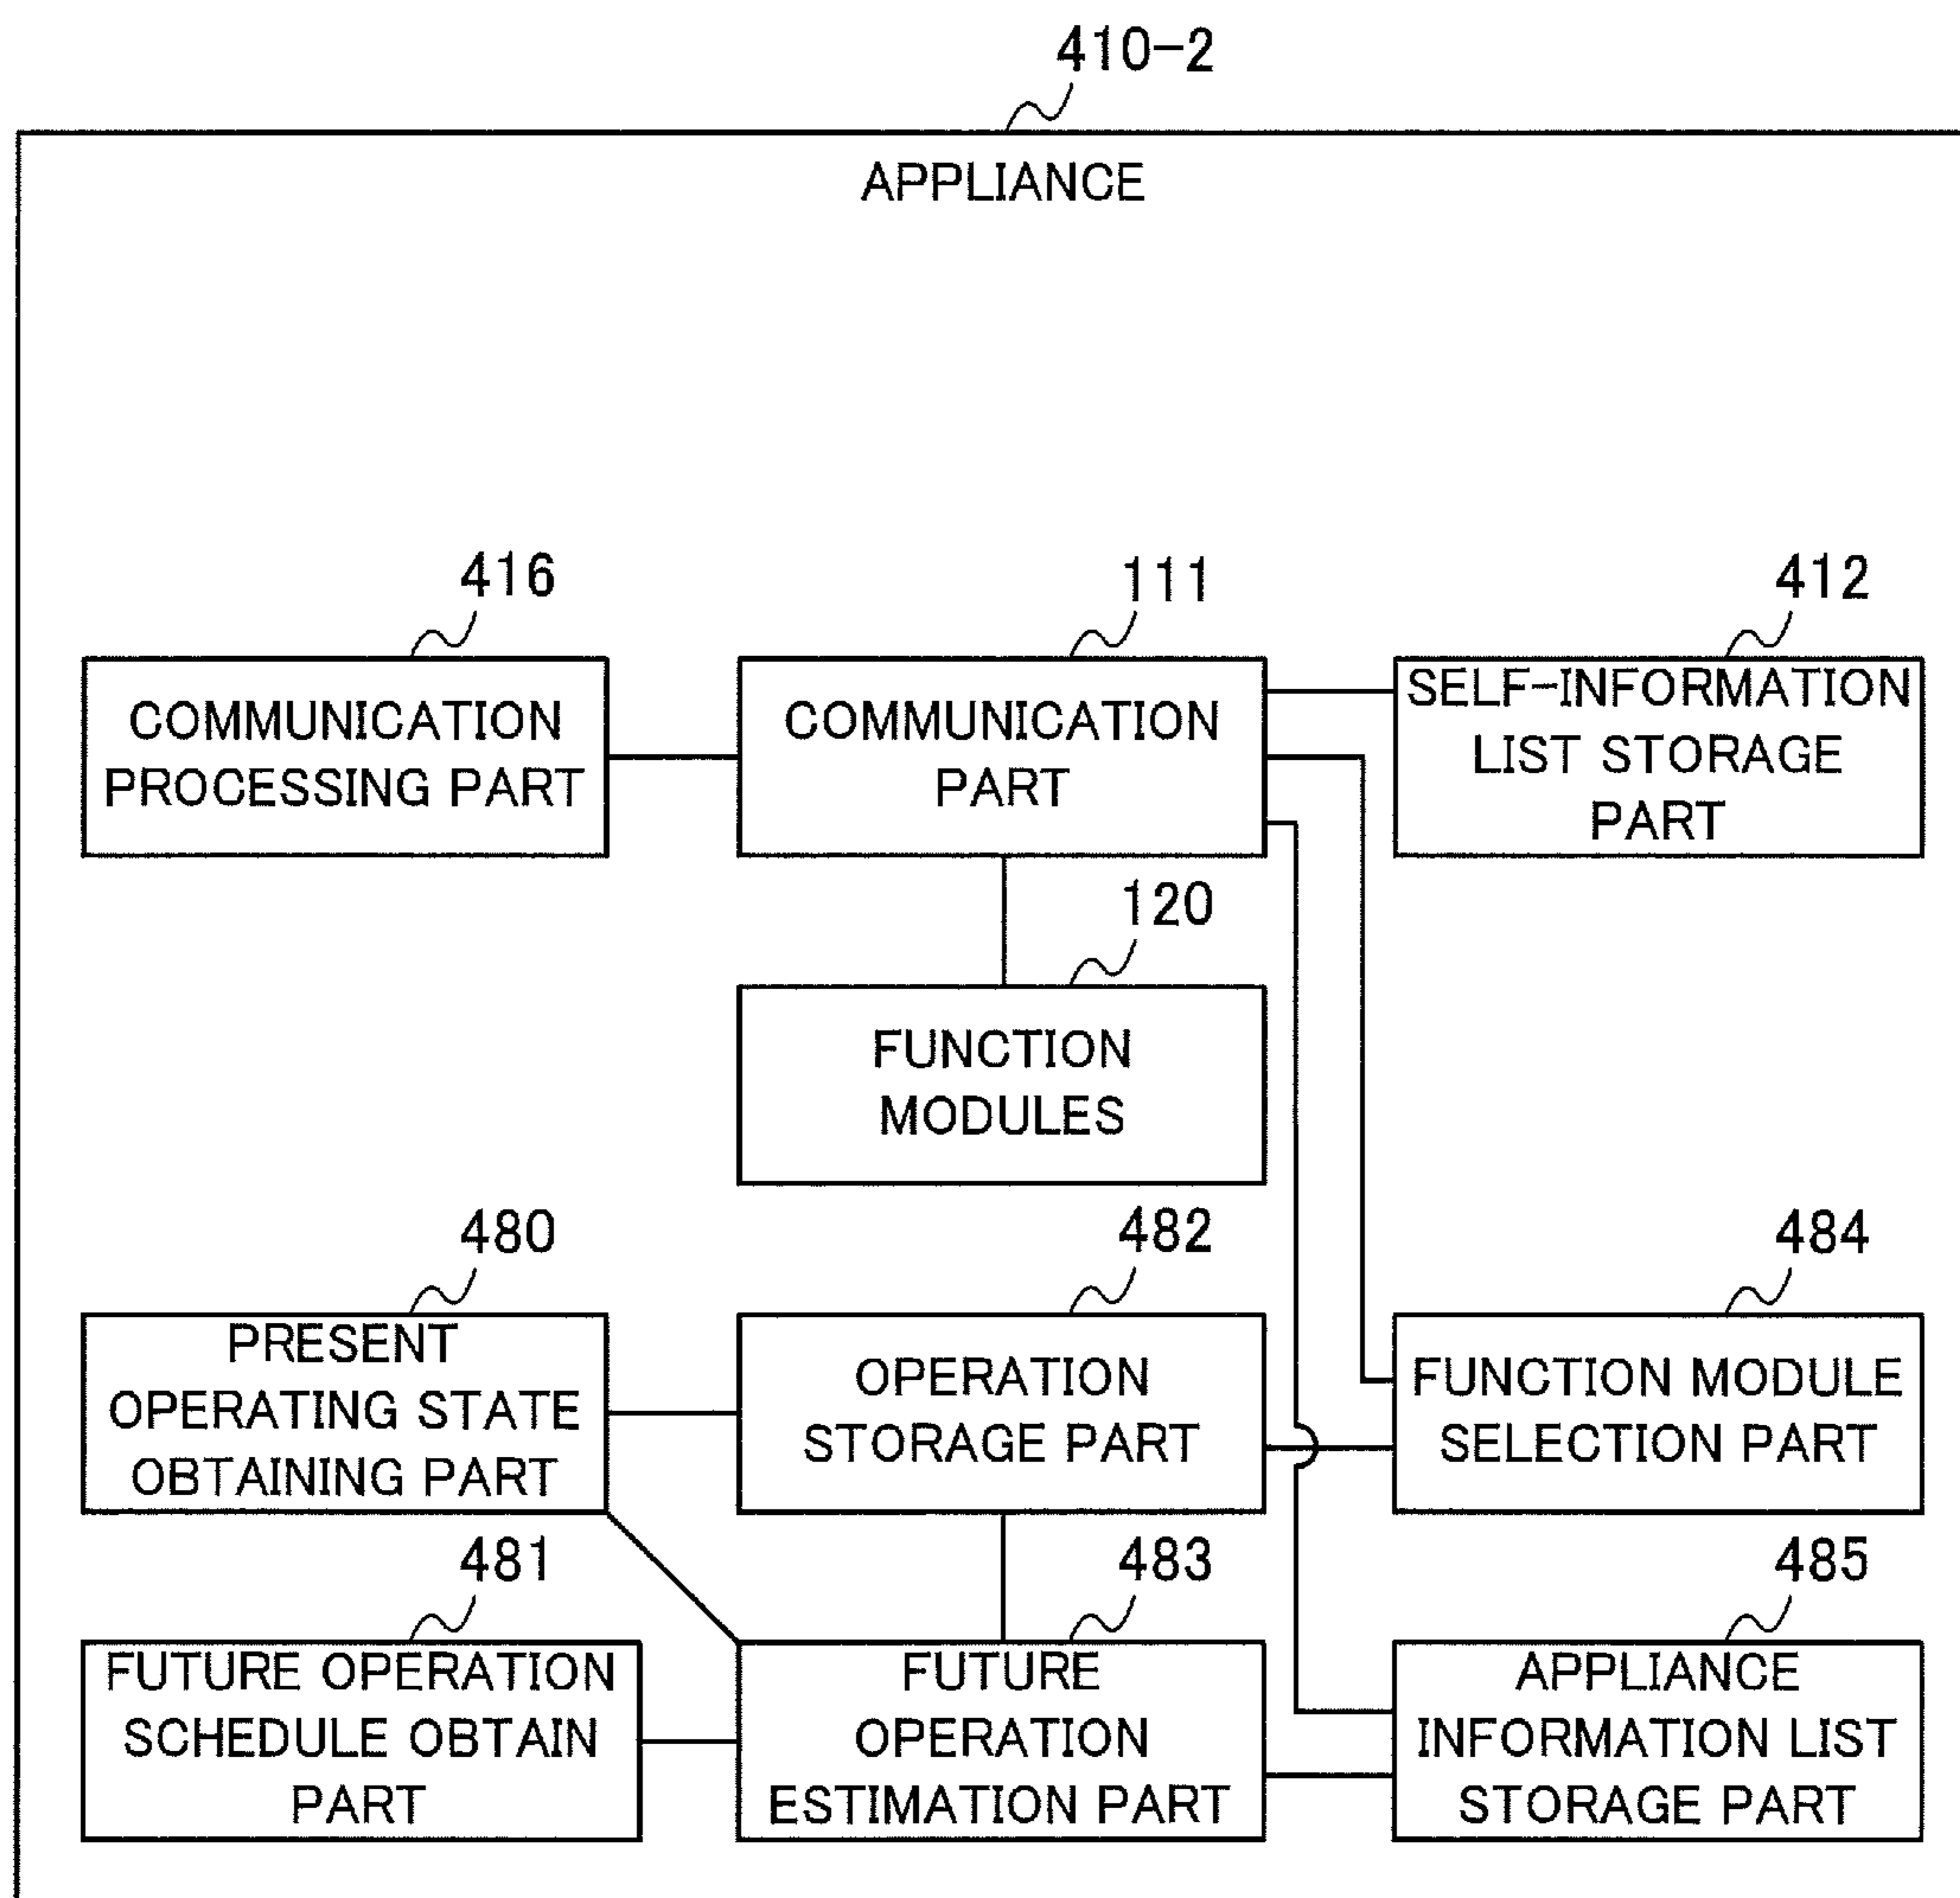 410-2
APPLIANCE
416
COMMUNICATION
PROCESSING PART
111
COMMUNICATION
PART
412
SELF-INFORMATION
LIST STORAGE
PART
120
FUNCTION
MODULES
480
PRESENT
OPERATING STATE
OBTAINING PART
482
OPERATION
STORAGE PART
484
FUNCTION MODULE
SELECTION PART
481
FUTURE OPERATION
SCHEDULE OBTAIN
PART
483
FUTURE
OPERATION
ESTIMATION PART
485
APPLIANCE
INFORMATION LIST
STORAGE PART